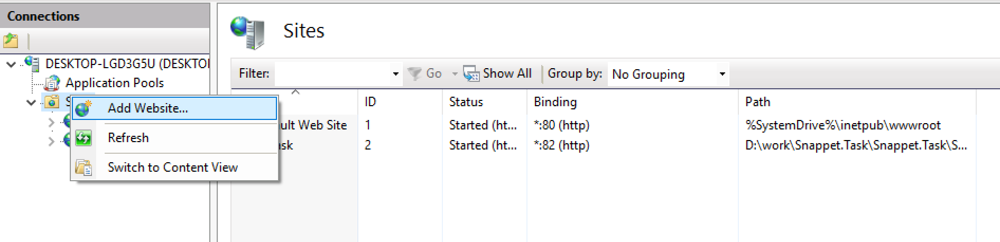 Connections
DESKTOP-LGD3G5U (DESKTO
Application Pools
Add Website...
Refresh
Switch to Content View
Sites
Filter: Go Show All Group by: No Grouping
ID Status Binding Path
ult Web Site 1 Started (ht... *:80 (http) %SystemDrive%\inetpub\wwwroot
sk 2 Started (ht... *:82 (http) D:\work\Snappet.Task\Snappet.Task\S...